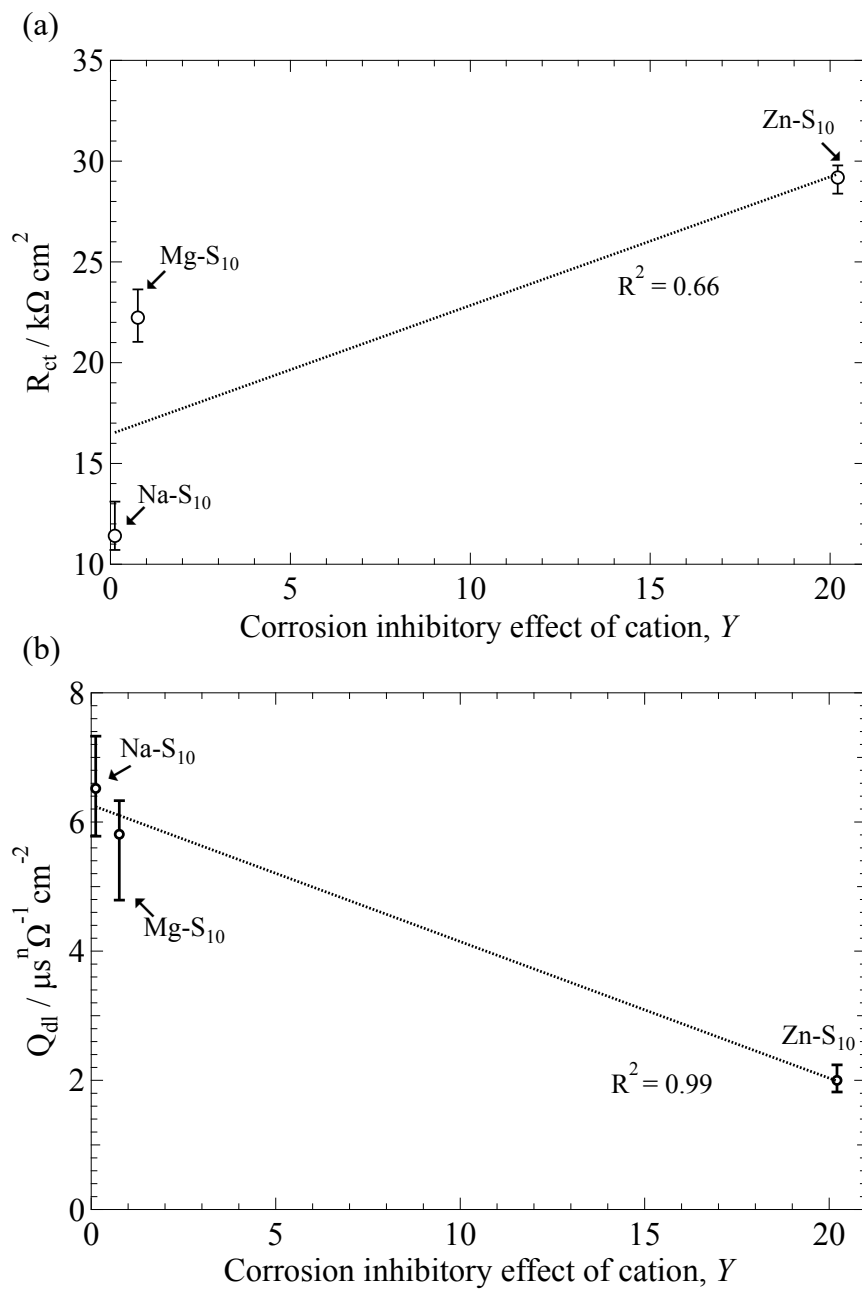 (a)
35
30
25
20
15
10
R_ct / kΩ cm^2
Zn-S_10
Mg-S_10
R^2 = 0.66
Na-S_10
0 5 10 15 20
Corrosion inhibitory effect of cation, Y
(b)
8
6
4
2
0
Q_dl / μs^n Ω^-1 cm^-2
Na-S_10
Mg-S_10
Zn-S_10
R^2 = 0.99
0 5 10 15 20
Corrosion inhibitory effect of cation, Y